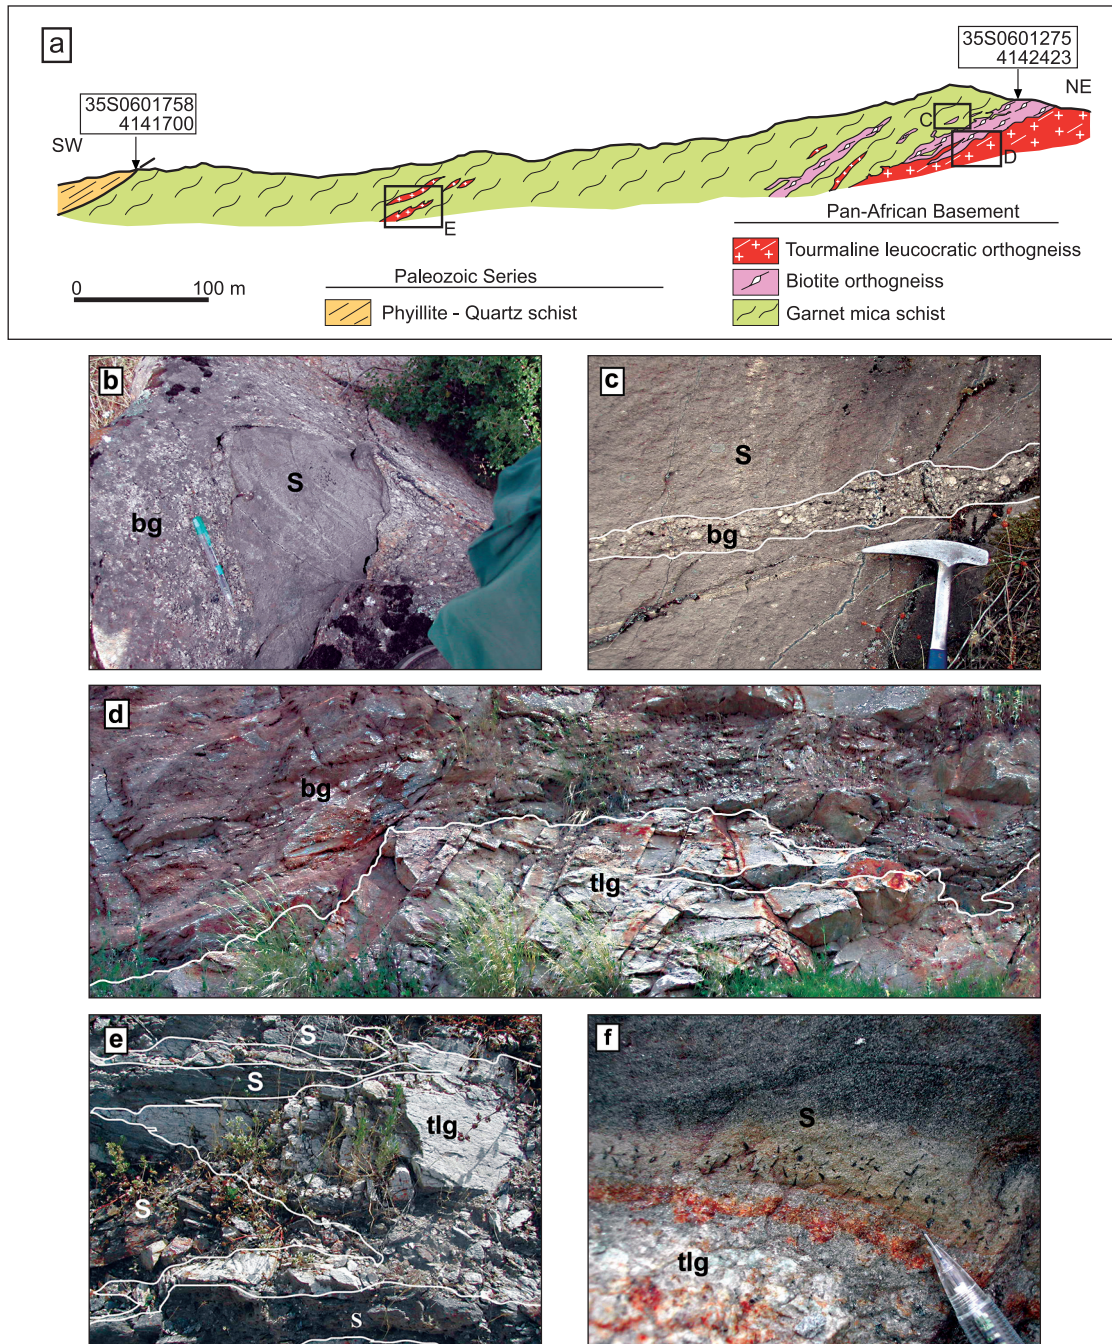 a
35S0601758
4141700
SW
35S0601275
4142423
NE
C
D
E
Pan-African Basement
Tourmaline leucocratic orthogneiss
Biotite orthogneiss
Garnet mica schist
Paleozoic Series
Phyillite - Quartz schist
0 100 m
b
S
bg
c
S
bg
d
bg
tlg
e
S
S
tlg
S
S
f
S
tlg